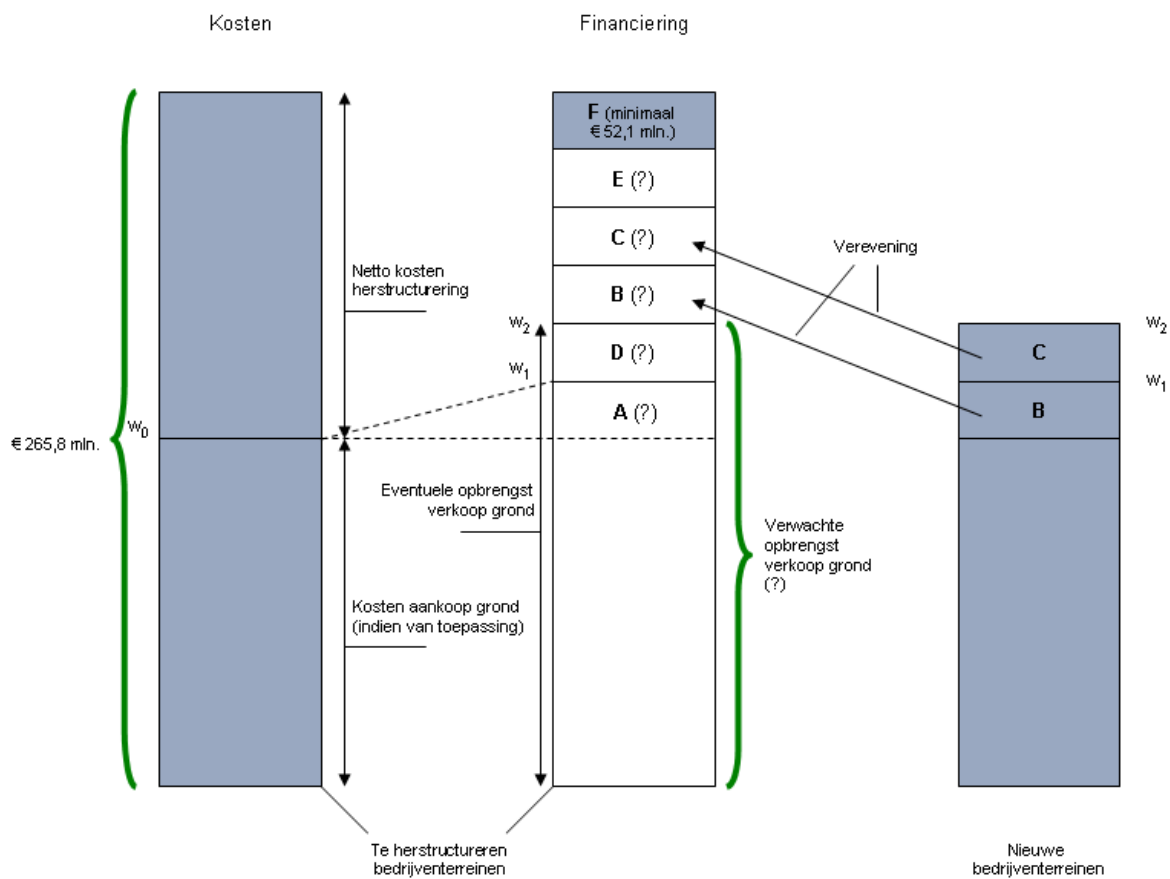 Kosten
Financiering
F (minimaal
€ 52,1 mln.)
E (?)
C (?)
Verevening
Netto kosten
herstructurering
B (?)
W2
W2
D (?)
C
W1
W1
A (?)
B
W0
€ 265,8 mln.
Eventuele opbrengst
verkoop grond
Verwachte
opbrengst
verkoop grond
(?)
Kosten aankoop grond
(indien van toepassing)
Te herstructureren
bedrijventerreinen
Nieuwe
bedrijventerreinen